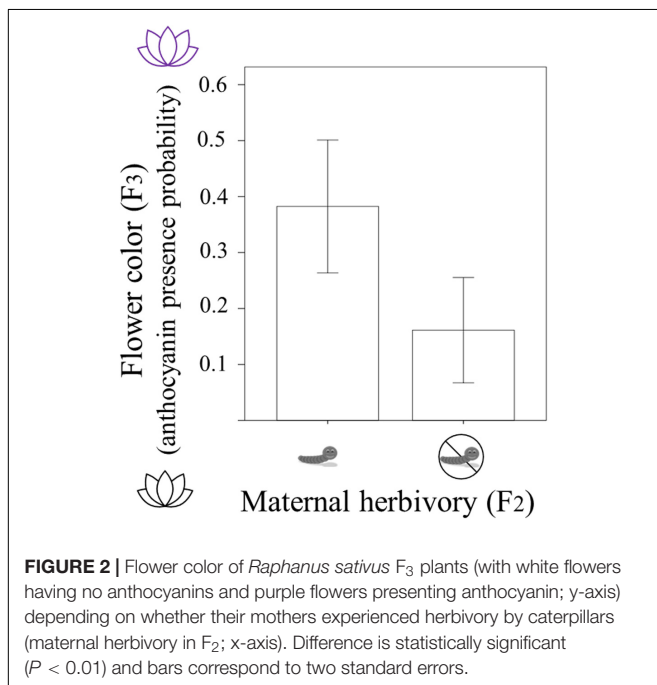 0.6
0.5
0.4
0.3
0.2
0.1
Flower color (F3)
(anthocyanin presence probability)
Maternal herbivory (F2)
FIGURE 2 | Flower color of Raphanus sativus F3 plants (with white flowers
having no anthocyanins and purple flowers presenting anthocyanin; y-axis)
depending on whether their mothers experienced herbivory by caterpillars
(maternal herbivory in F2; x-axis). Difference is statistically significant
(P < 0.01) and bars correspond to two standard errors.